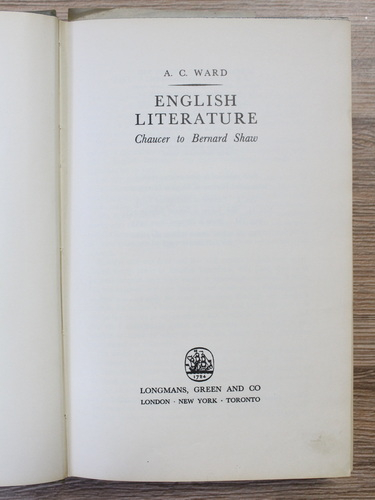 A. C. WARD
ENGLISH
LITERATURE
Chaucer to Bernard Shaw
1724
LONGMANS, GREEN AND CO
LONDON · NEW YORK · TORONTO